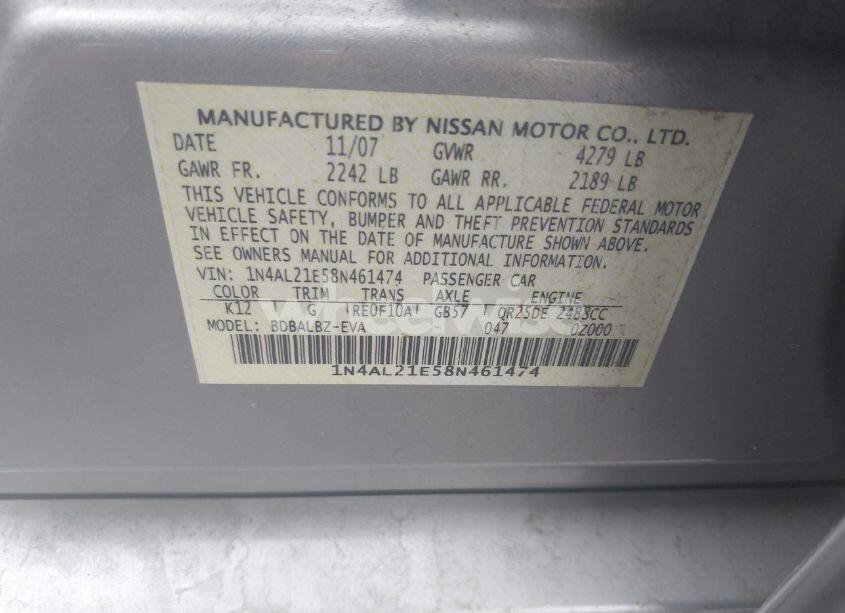 MANUFACTURED BY NISSAN MOTOR CO., LTD.
DATE 11/07 GVWR 4279 LB
GAWR FR. 2242 LB GAWR RR. 2189 LB
THIS VEHICLE CONFORMS TO ALL APPLICABLE FEDERAL MOTOR
VEHICLE SAFETY, BUMPER AND THEFT PREVENTION STANDARDS
IN EFFECT ON THE DATE OF MANUFACTURE SHOWN ABOVE.
SEE OWNERS MANUAL FOR ADDITIONAL INFORMATION.
VIN: 1N4AL21E58N461474 PASSENGER CAR
COLOR TRIM TRANS AXLE ENGINE
K12 G RE0F10A GB57 QR25DE 2488CC
MODEL: BDBALBZ-EVA 047 0Z000
1N4AL21E58N461474